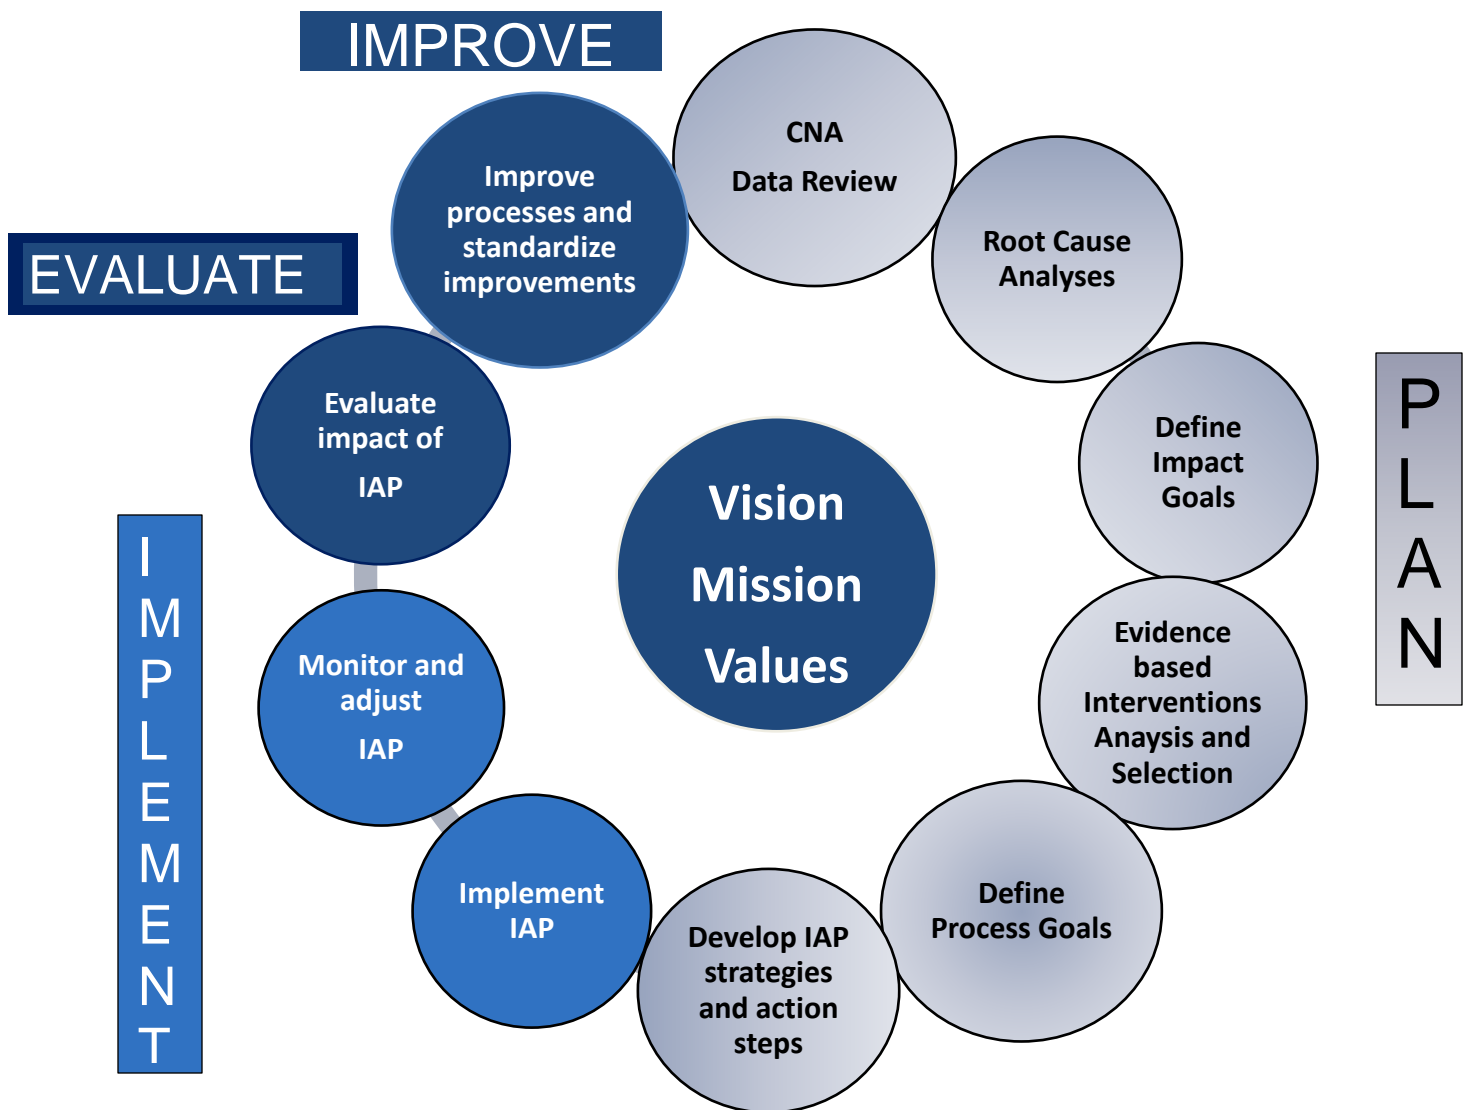 IMPROVE
CNA
Data Review
Root Cause
Analyses
Define
Impact
Goals
Evidence
based
Interventions
Anaysis and
Selection
Define
Process Goals
Develop IAP
strategies
and action
steps
Implement
IAP
Monitor and
adjust
IAP
Evaluate
impact of
IAP
Improve
processes and
standardize
improvements
EVALUATE
Vision
Mission
Values
P
L
A
N
I
M
P
L
E
M
E
N
T